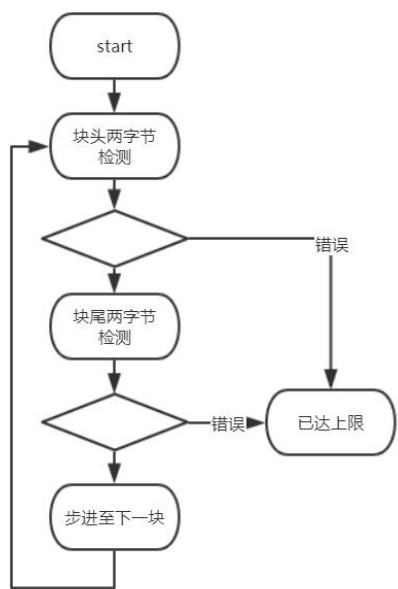 start
块头两字节
检测
错误
块尾两字节
检测
错误
已达上限
步进至下一块